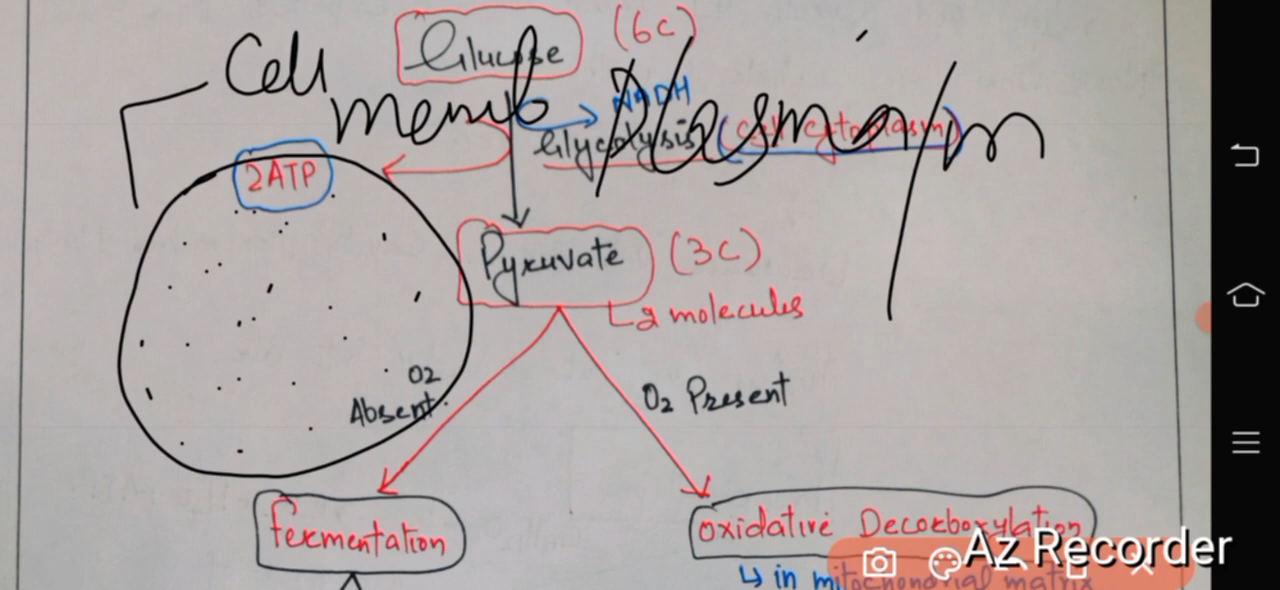 Glucose (6C)
Cell
memb
Plasma/m
NADH
Glycolysis (cell cytoplasm)
2ATP
Pyruvate (3C)
2 molecules
O2
Absent
O2 Present
fermentation
Oxidative Decarboxylation
in mitochondrial matrix
Az Recorder